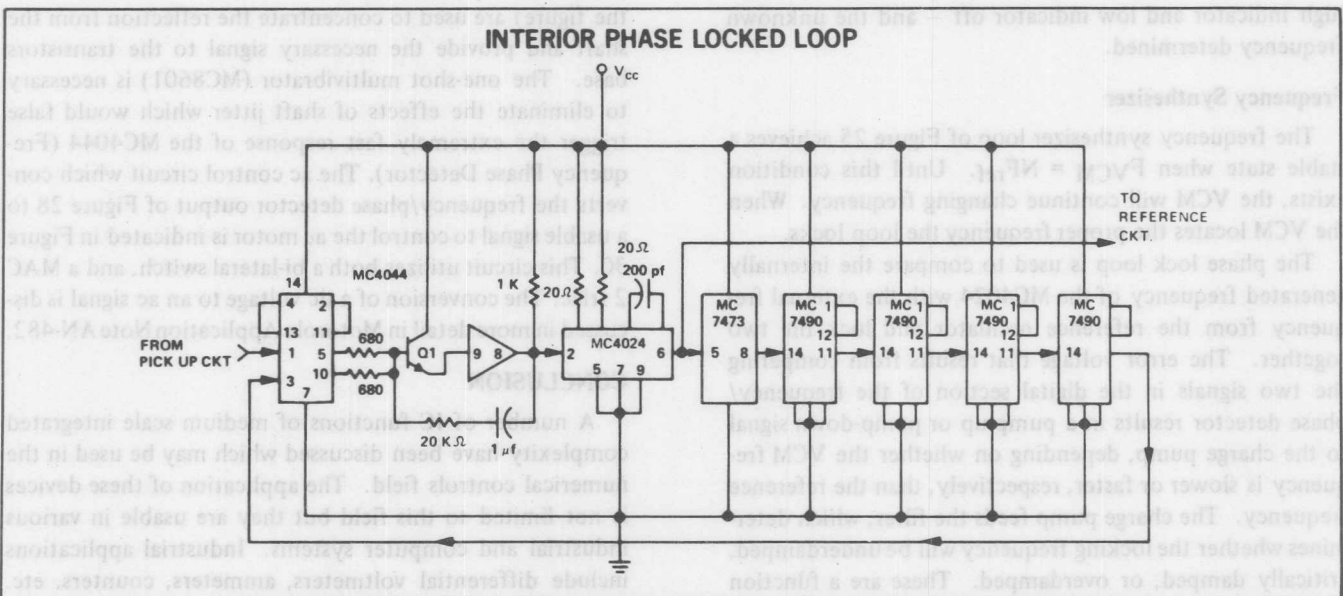 INTERIOR PHASE LOCKED LOOP
Vcc
TO
REFERENCE
CKT.
20 Ω
200 pf
MC4044
1 K
20 Ω
14
4
2
13
11
FROM
PICK UP CKT
1
5
680
Q1
9
8
2
MC4024
6
3
10
680
7
5
7
9
20 K Ω
1 μf
MC
7473
5
8
MC 1
7490
14
12
11
MC 1
7490
14
12
11
MC 1
7490
14
12
11
MC 1
7490
14
12
11
ugh indicator and low indicator off – and the unknown
frequency determined.
Frequency Synthesizer
The frequency synthesizer loop of Figure 25 achieves a
stable state when FVCM = NFref. Until this condition
exists, the VCM will continue changing frequency. When
the VCM locates the proper frequency the loop locks.
The phase lock loop is used to compare the internally
generated frequency of the MC4024 with the
quency from the reference
together. The error voltage that results from comparing
the two signals in the digital section of the frequency/
phase detector results in a pump up or pump down signal
to the charge pump, depending on whether the VCM fre-
quency is slower or faster, respectively, than the reference
frequency. The charge pump feeds the filter, which deter-
mines whether the locking frequency will be underdamped,
critically damped, or overdamped. These are a function
the figure) are used to concentrate the reflection from the
shaft and provide the necessary signal to the transistors
base. The one-shot multivibrator (MC8601) is necessary
to eliminate the effects of shaft jitter which would false
trigger the extremely fast response of the MC4044 (Fre-
quency Phase Detector). The ac control circuit which con-
verts the frequency/phase detector output of Figure 28 to
a usable signal to control the ac motor is indicated in Figure
30. This circuit utilizes both a bi-lateral switch, and a MAC
2 The conversion of a dc voltage to an ac signal is dis-
cussed in more detail in Motorola Application Note AN-482.
CONCLUSION
A number of IC functions of medium scale integrated
complexity have been discussed which may be used in the
numerical controls field. The application of these devices
is not limited to this field but they are usable in various
industrial and computer systems. Industrial applications
include differential voltmeters, ammeters, counters, etc.